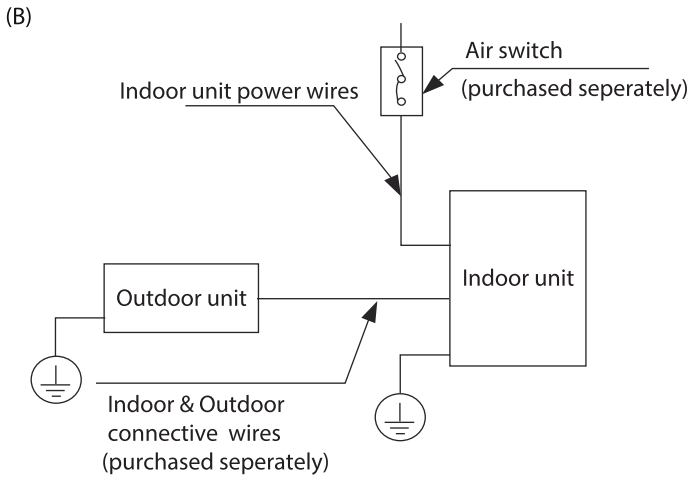 (B)
Air switch
(purchased seperately)
Indoor unit power wires
Indoor unit
Outdoor unit
Indoor & Outdoor
connective wires
(purchased seperately)